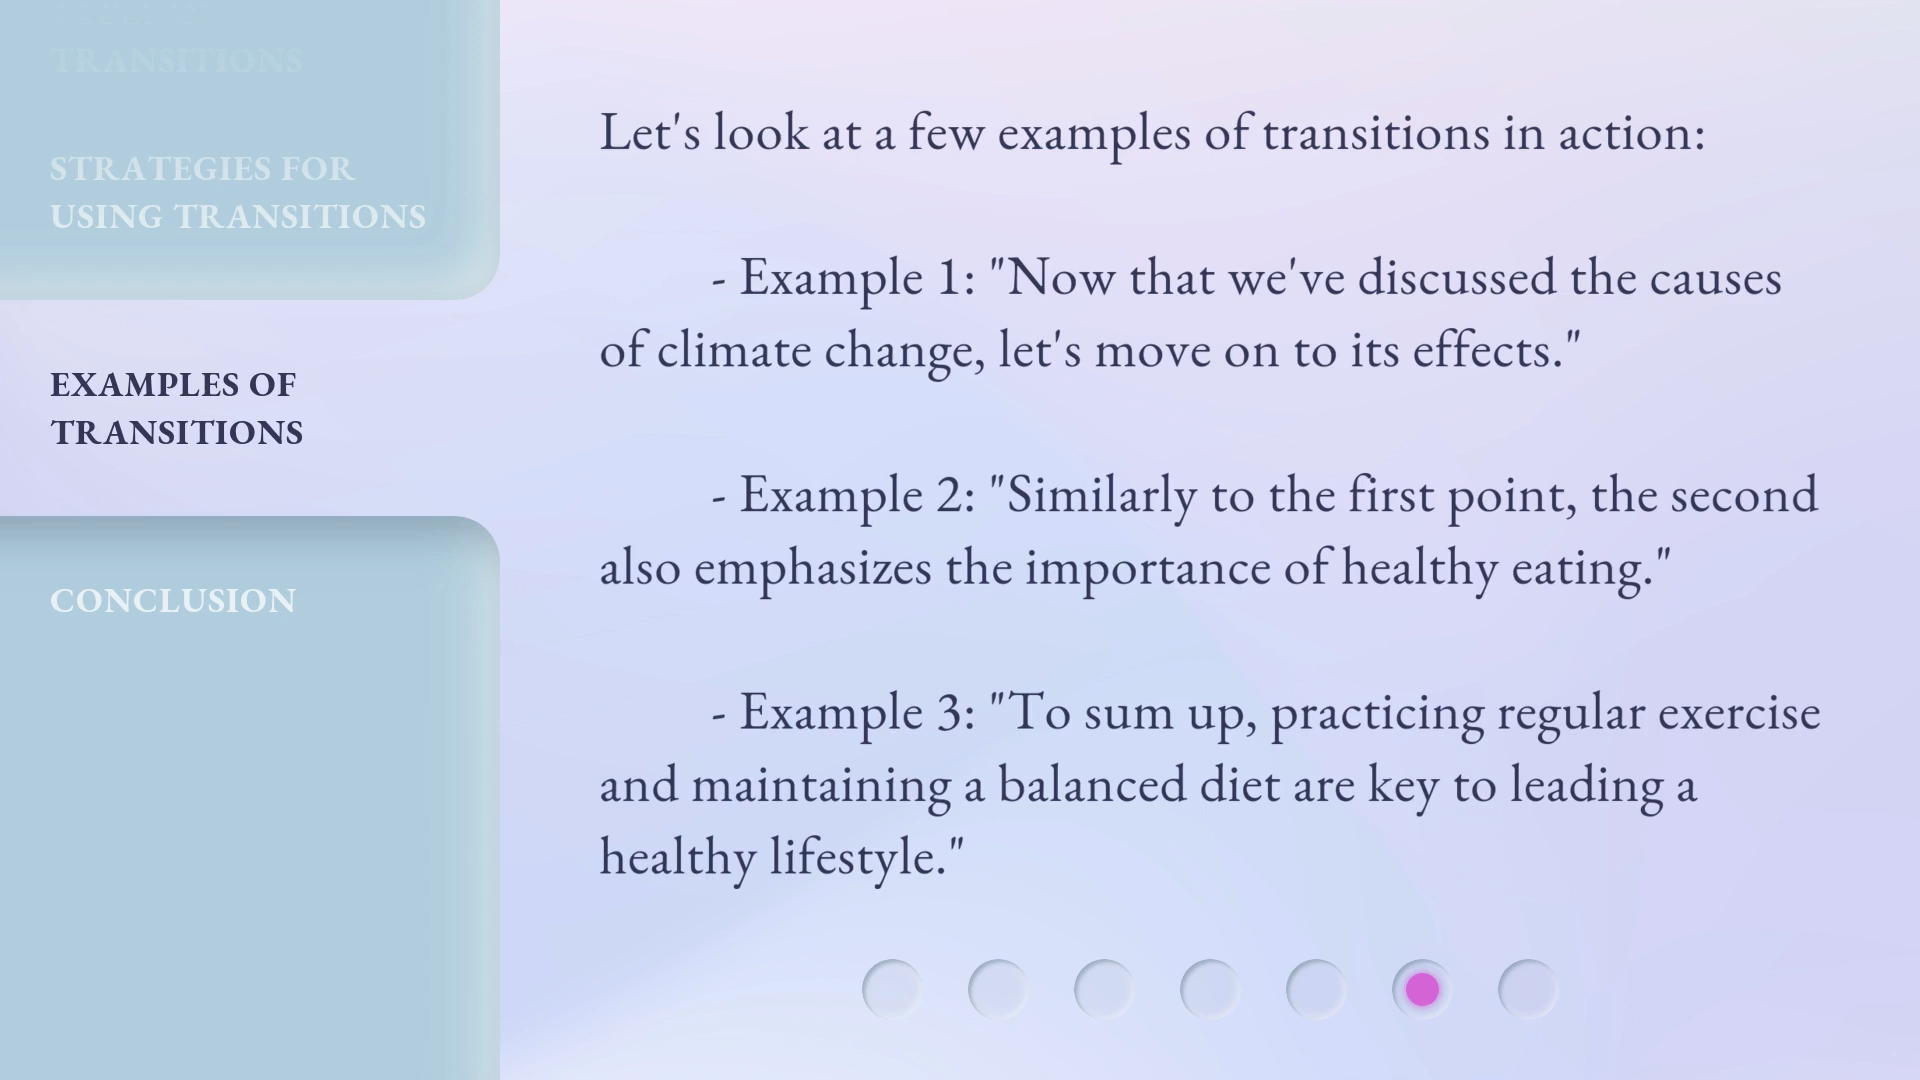 TRANSITIONS
STRATEGIES FOR
USING TRANSITIONS
EXAMPLES OF
TRANSITIONS
CONCLUSION
Let's look at a few examples of transitions in action:
- Example 1: "Now that we've discussed the causes
of climate change, let's move on to its effects."
- Example 2: "Similarly to the first point, the second
also emphasizes the importance of healthy eating."
- Example 3: "To sum up, practicing regular exercise
and maintaining a balanced diet are key to leading a
healthy lifestyle."